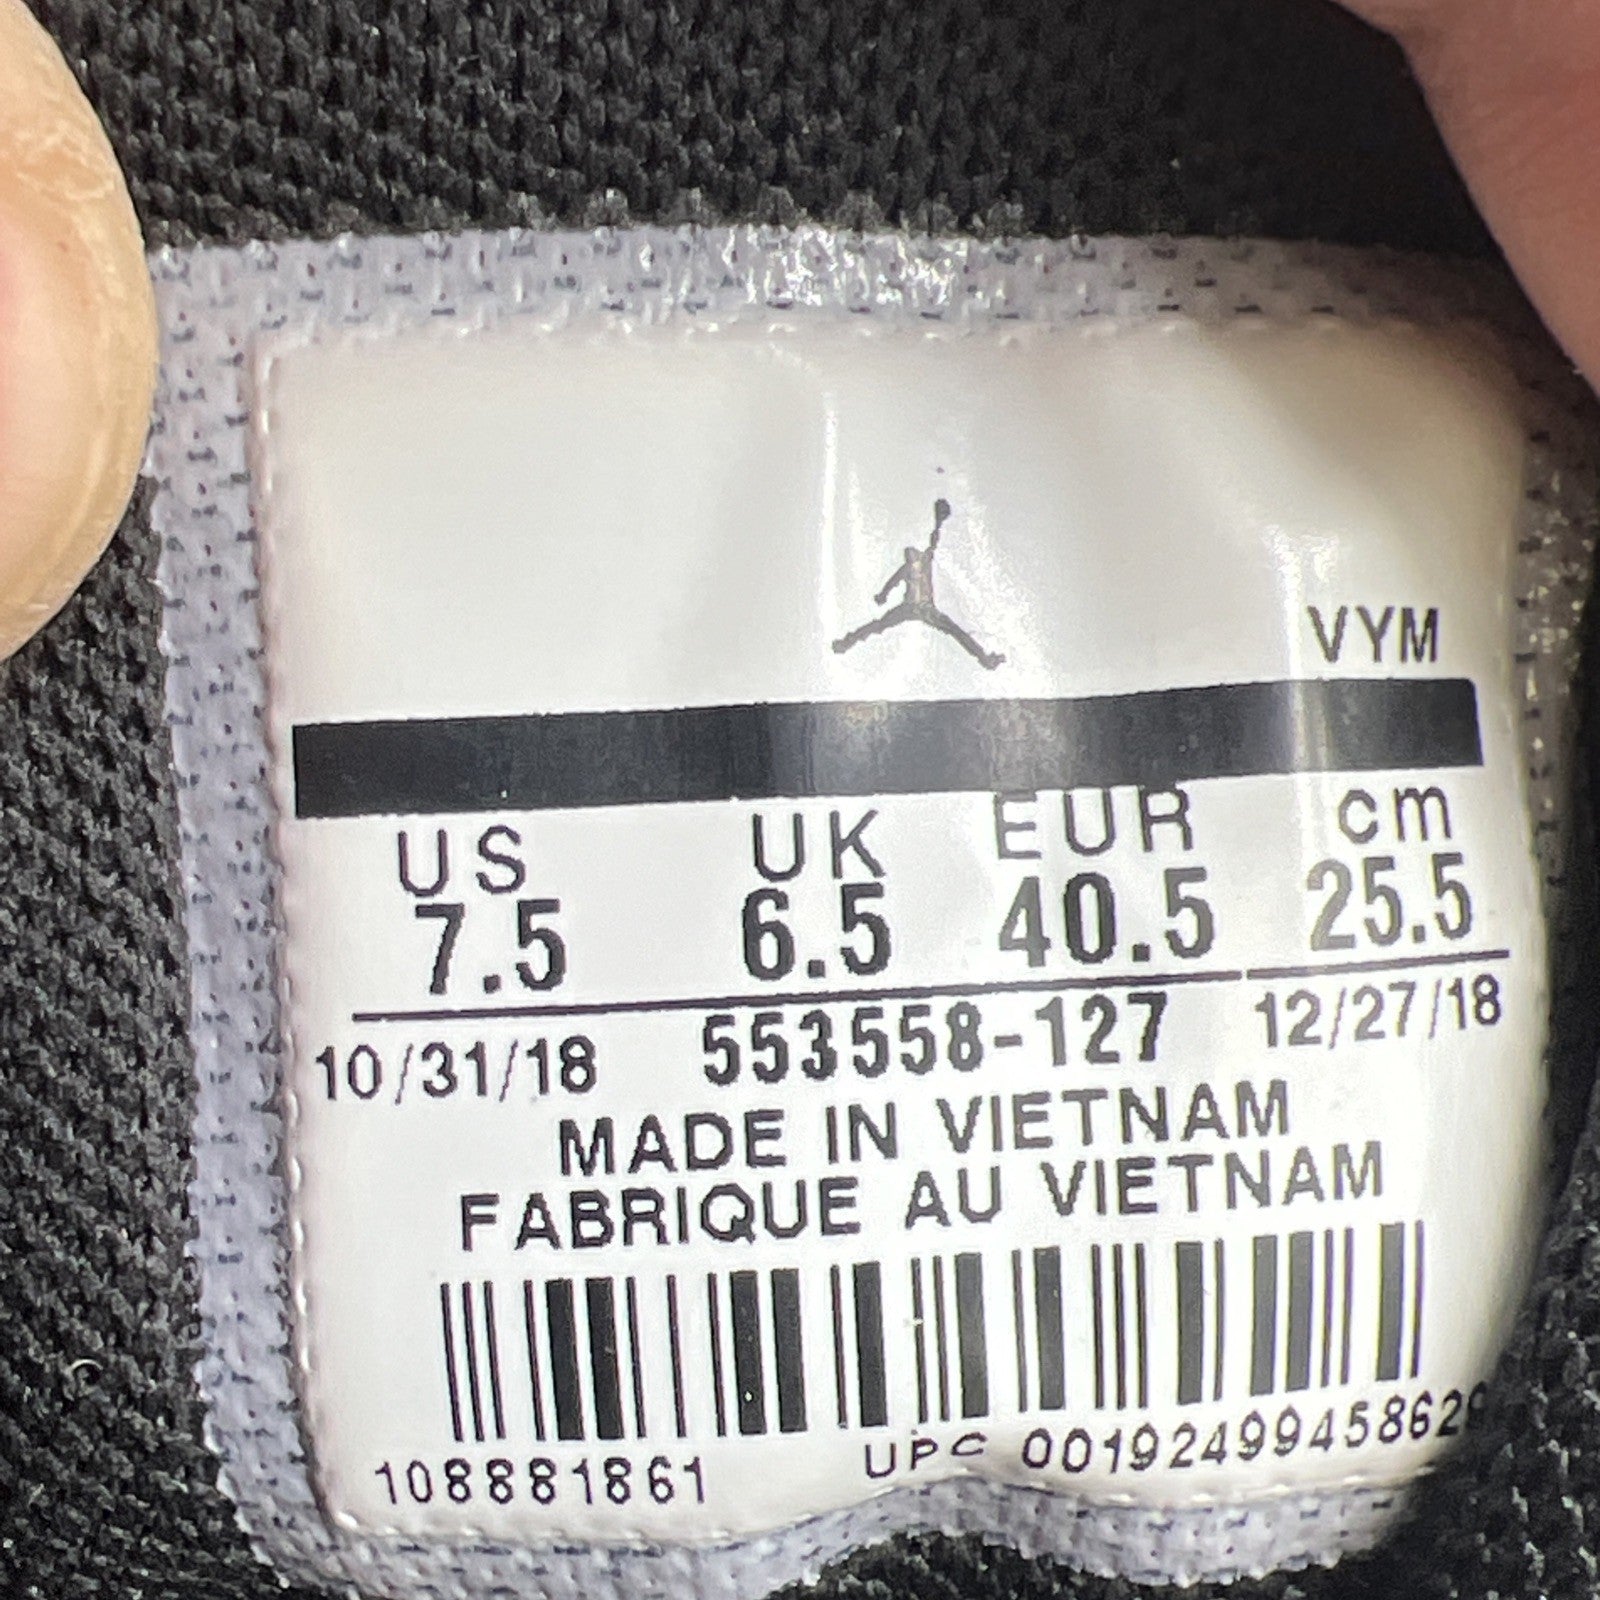 VYM
US UK EUR cm
7.5 6.5 40.5 25.5
10/31/18 553558-127 12/27/18
MADE IN VIETNAM
FABRIQUE AU VIETNAM
108881861 UPC